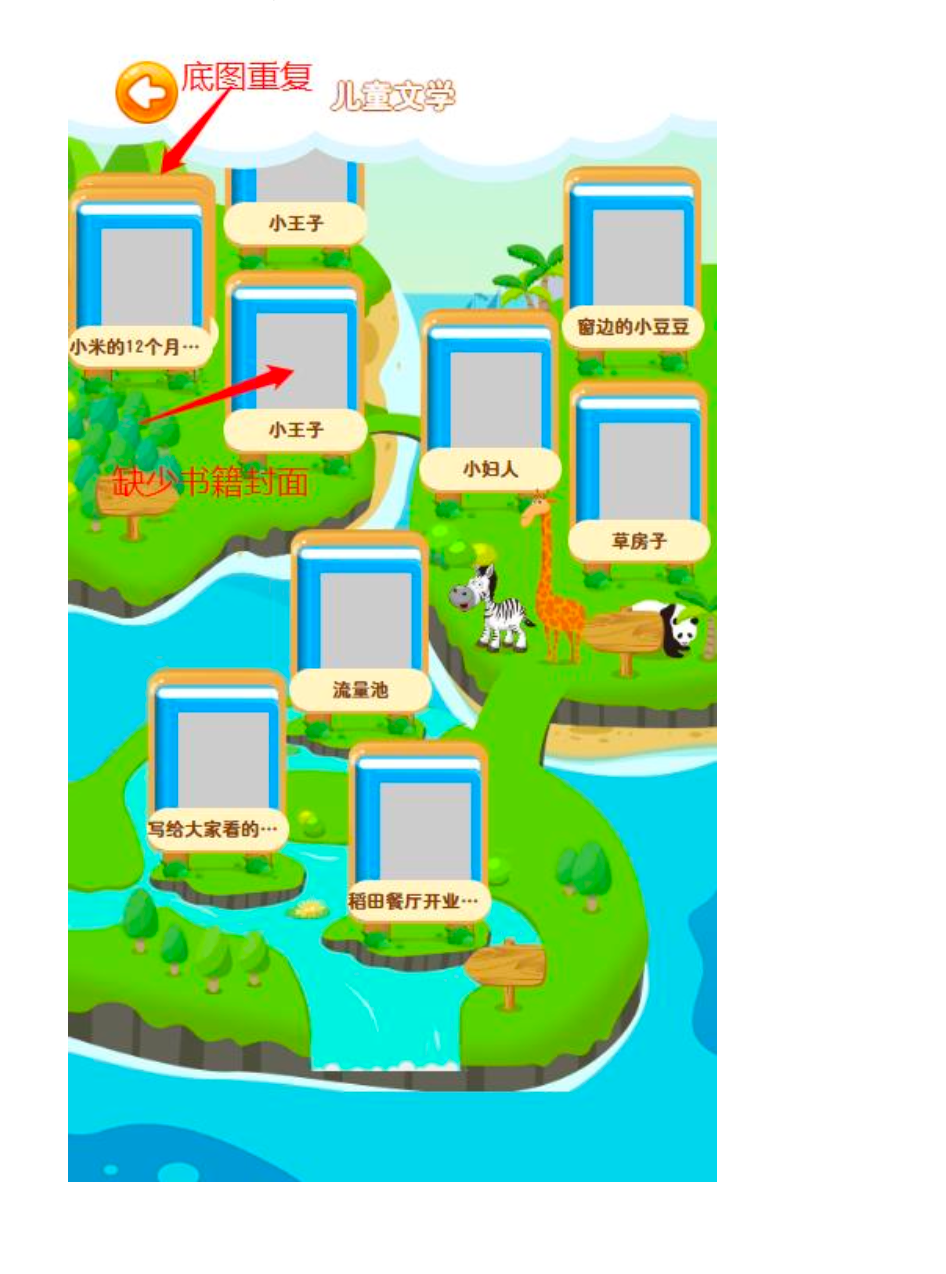 底图重复
儿童文学
小王子
窗边的小豆豆
小米的12个月…
小王子
小妇人
缺少书籍封面
草房子
流量池
写给大家看的…
稻田餐厅开业…